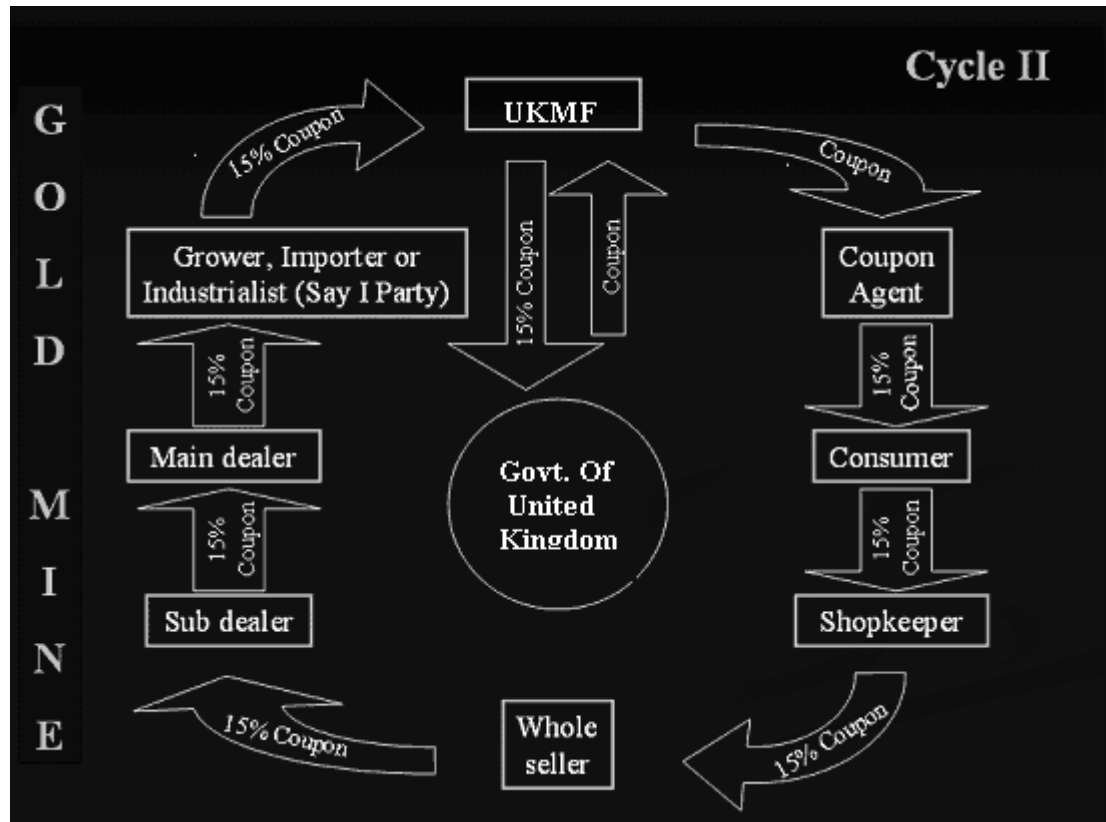 Cycle II
GOLD MINE
UKMF
15% Coupon
Coupon
15% Coupon
Coupon
Grower, Importer or
Industrialist (Say I Party)
Coupon
Agent
15%
Coupon
15%
Coupon
Main dealer
Govt. Of
United
Kingdom
Consumer
15%
Coupon
15%
Coupon
Sub dealer
Shopkeeper
15% Coupon
Whole
seller
15% Coupon